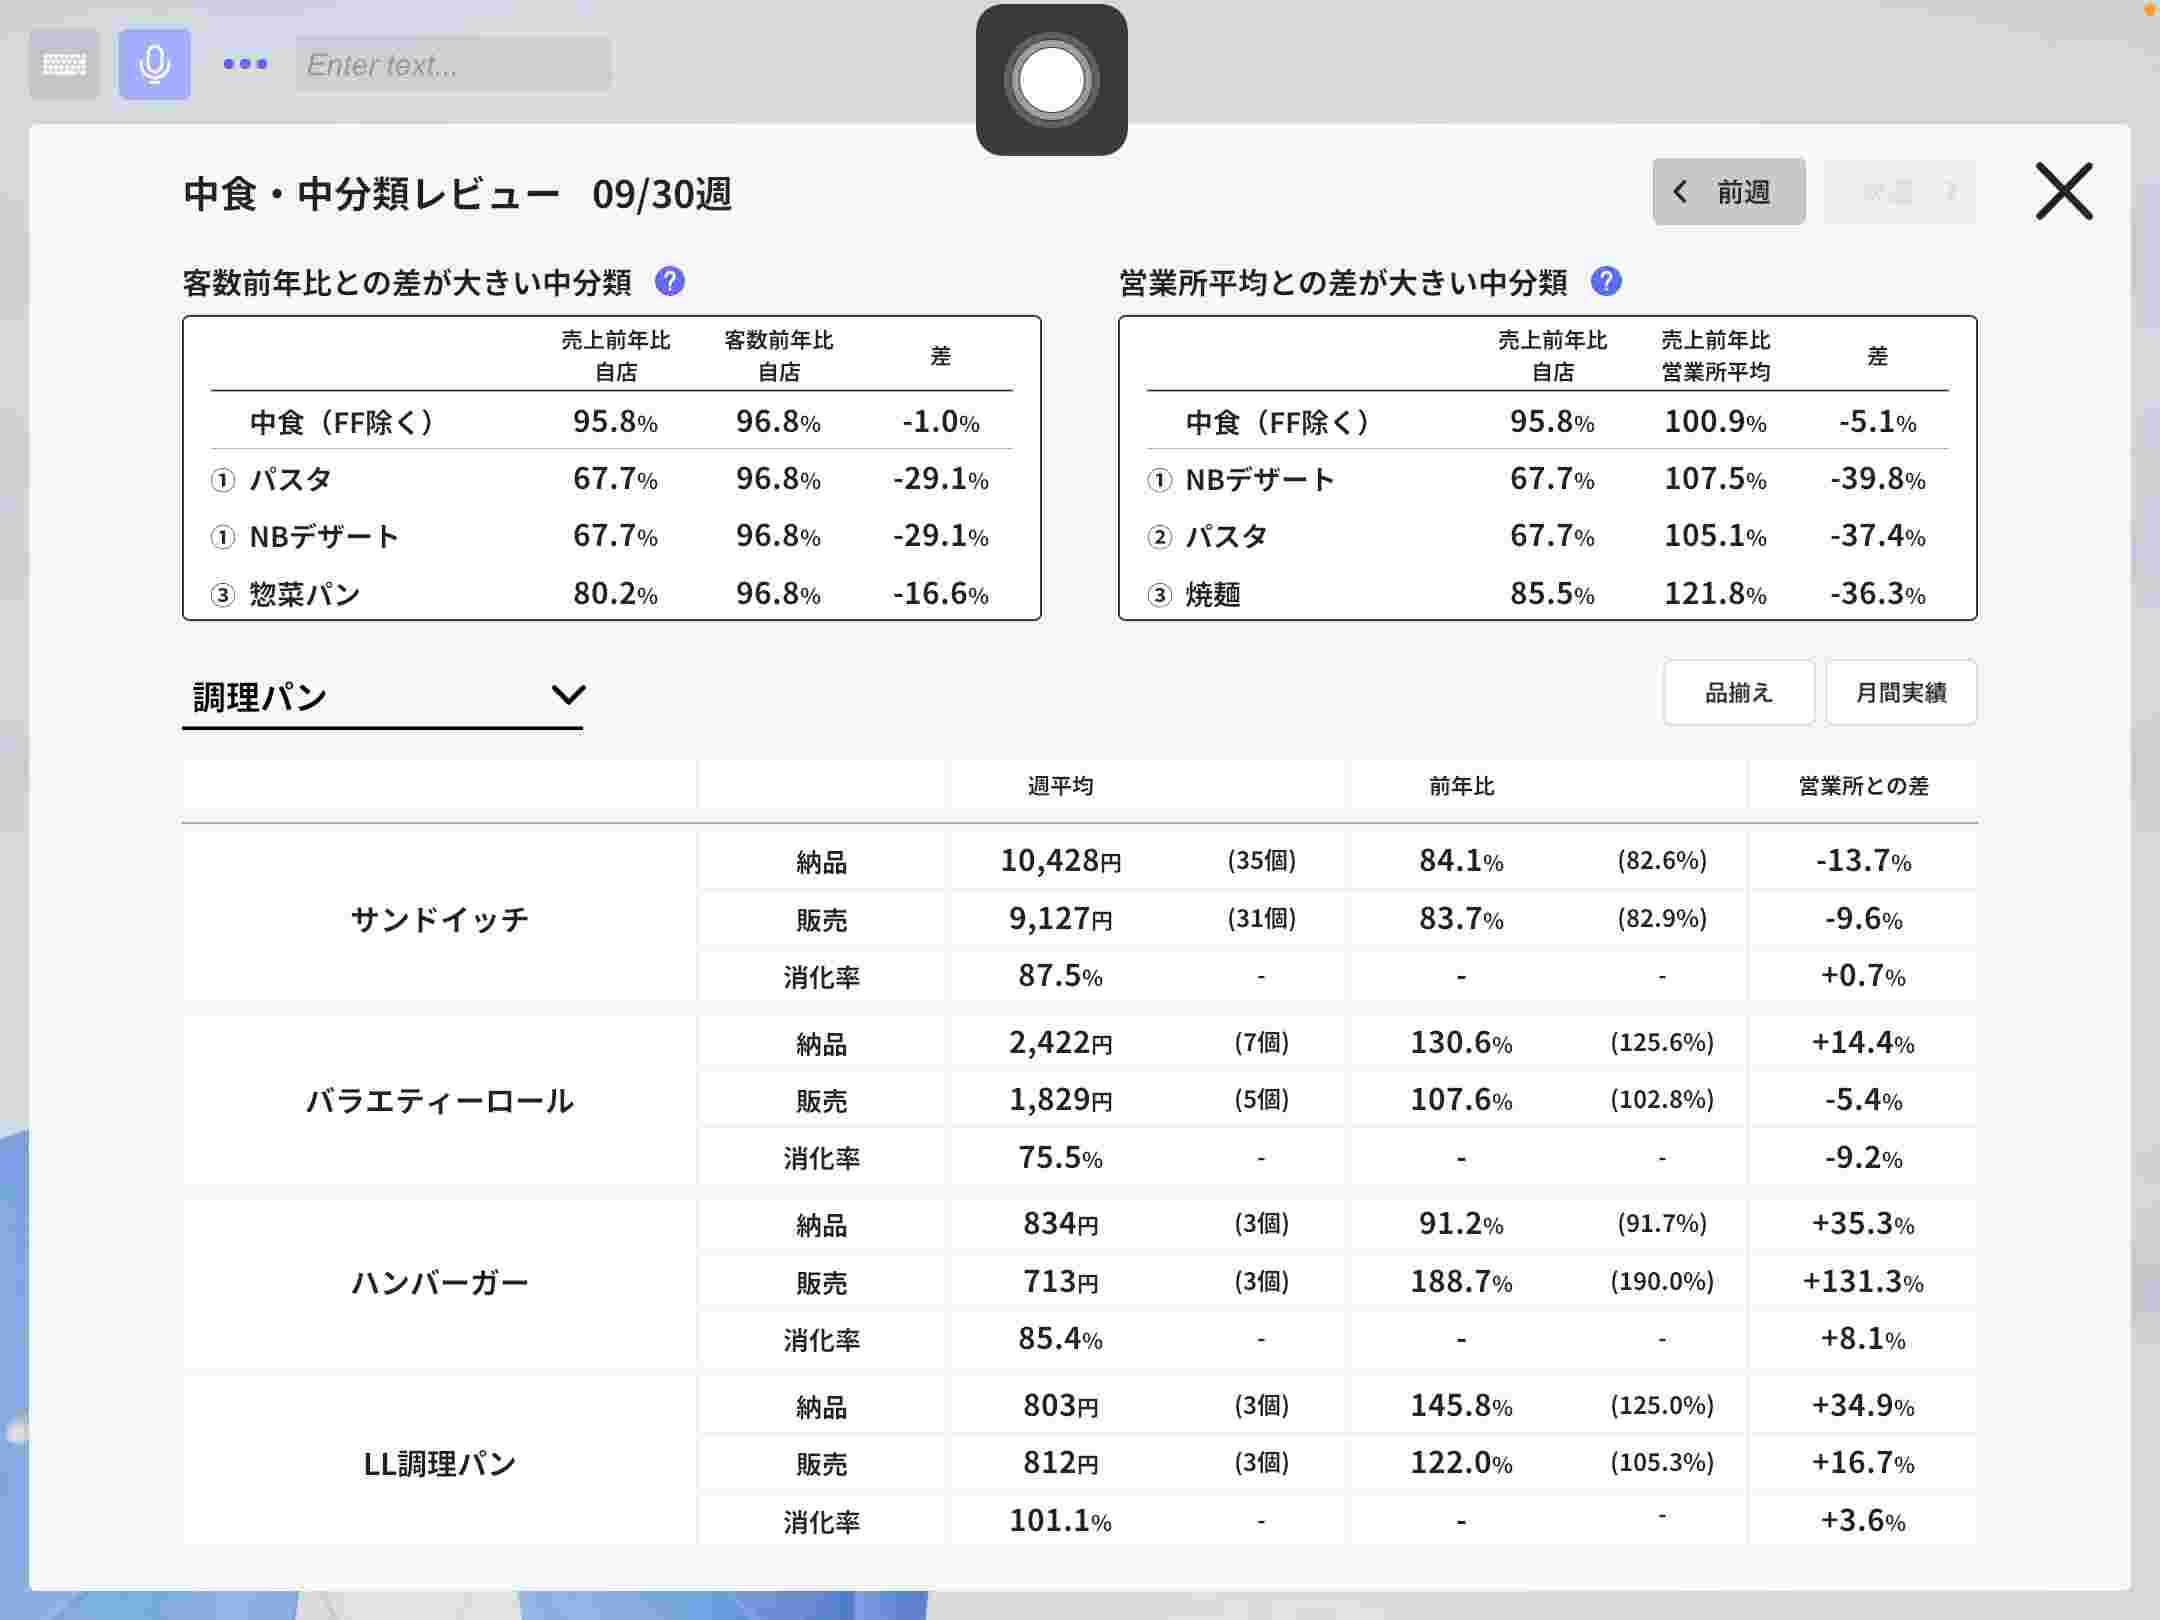 Enter text...
中食・中分類レビュー 09/30週
前週
客数前年比との差が大きい中分類 ?
売上前年比 自店 客数前年比 自店 差
中食（FF除く） 95.8% 96.8% -1.0%
① パスタ 67.7% 96.8% -29.1%
① NBデザート 67.7% 96.8% -29.1%
③ 惣菜パン 80.2% 96.8% -16.6%
営業所平均との差が大きい中分類 ?
売上前年比 自店 売上前年比 営業所平均 差
中食（FF除く） 95.8% 100.9% -5.1%
① NBデザート 67.7% 107.5% -39.8%
② パスタ 67.7% 105.1% -37.4%
③ 焼麺 85.5% 121.8% -36.3%
調理パン
品揃え 月間実績
週平均 前年比 営業所との差
サンドイッチ
納品 10,428円 (35個) 84.1% (82.6%) -13.7%
販売 9,127円 (31個) 83.7% (82.9%) -9.6%
消化率 87.5% - - - +0.7%
バラエティーロール
納品 2,422円 (7個) 130.6% (125.6%) +14.4%
販売 1,829円 (5個) 107.6% (102.8%) -5.4%
消化率 75.5% - - - -9.2%
ハンバーガー
納品 834円 (3個) 91.2% (91.7%) +35.3%
販売 713円 (3個) 188.7% (190.0%) +131.3%
消化率 85.4% - - - +8.1%
LL調理パン
納品 803円 (3個) 145.8% (125.0%) +34.9%
販売 812円 (3個) 122.0% (105.3%) +16.7%
消化率 101.1% - - - +3.6%